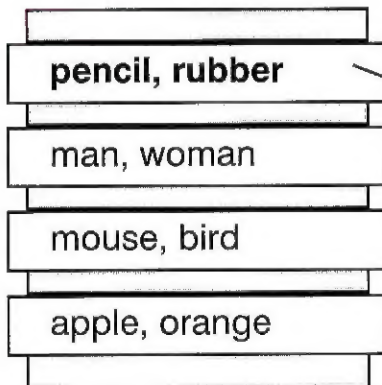 pencil, rubber
man, woman
mouse, bird
apple, orange